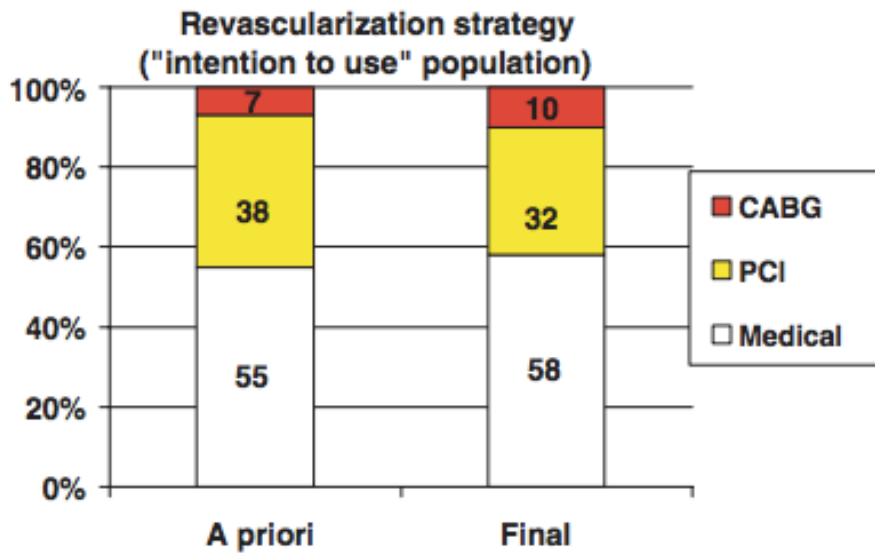 Revascularization strategy
("intention to use" population)
100%
80%
60%
40%
20%
0%
7
38
55
10
32
58
A priori
Final
CABG
PCI
Medical